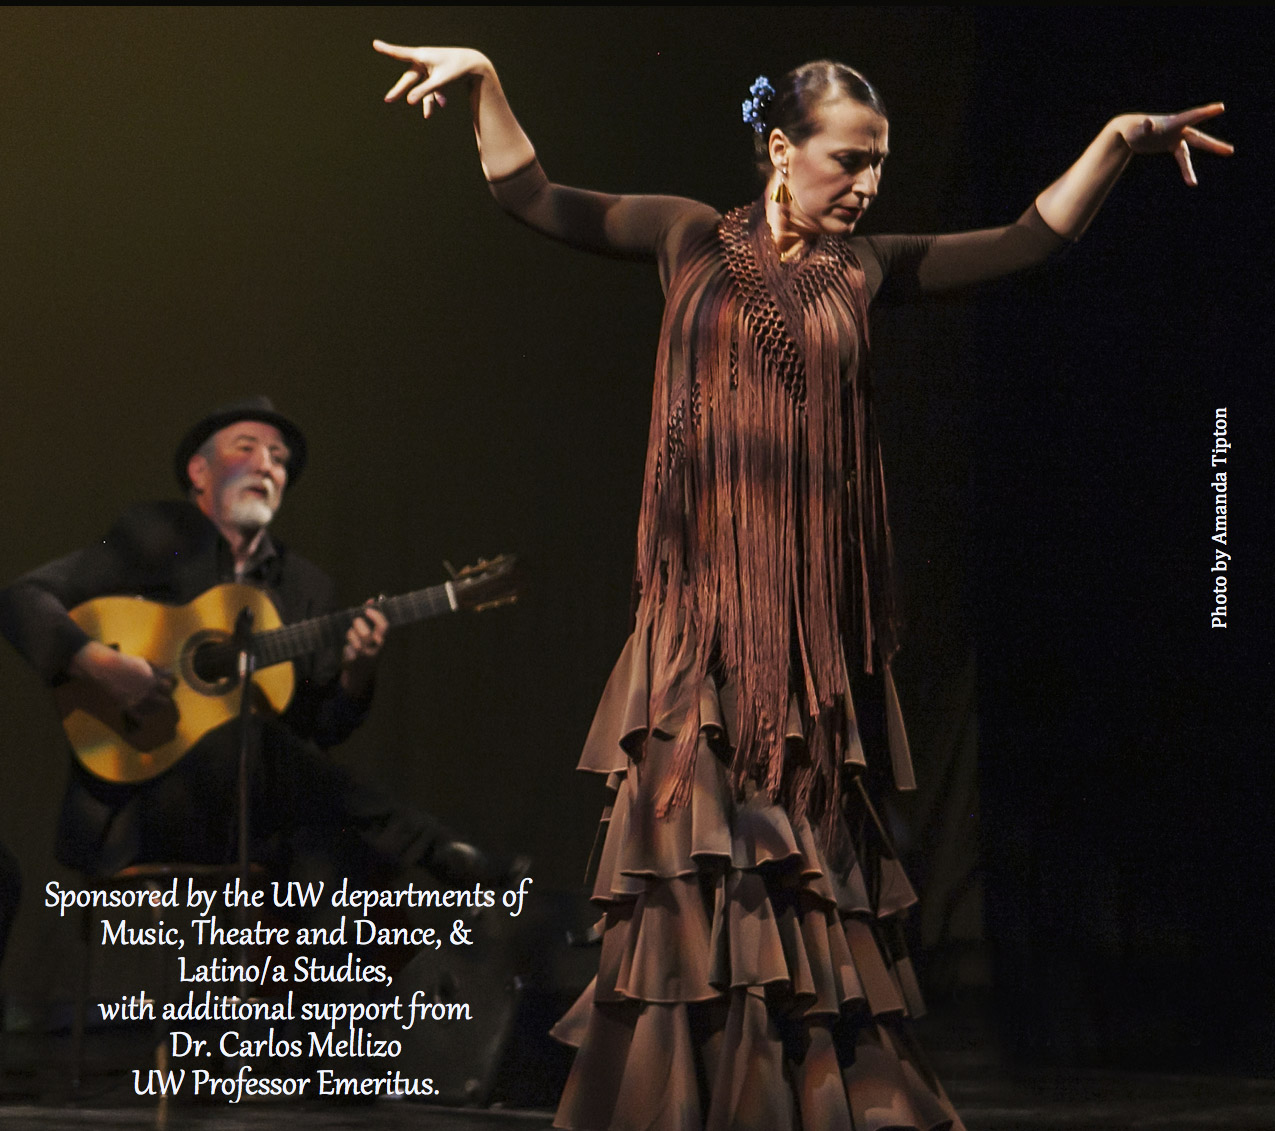 Photo by Amanda Tipton
Sponsored by the UW departments of
Music, Theatre and Dance, &
Latino/a Studies,
with additional support from
Dr. Carlos Mellizo
UW Professor Emeritus.